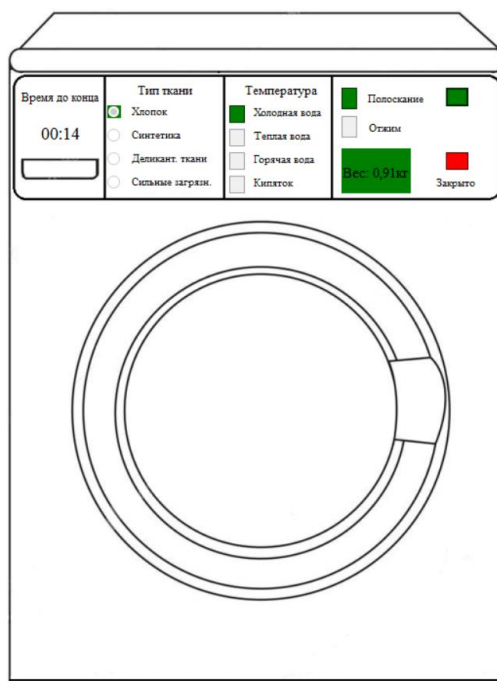 Время до конца
00:14
Тип ткани
Хлопок
Синтетика
Деликант. ткани
Сильные загрязн.
Температура
Холодная вода
Теплая вода
Горячая вода
Кипяток
Полоскание
Отжим
Вес: 0,91кг
Закрыто